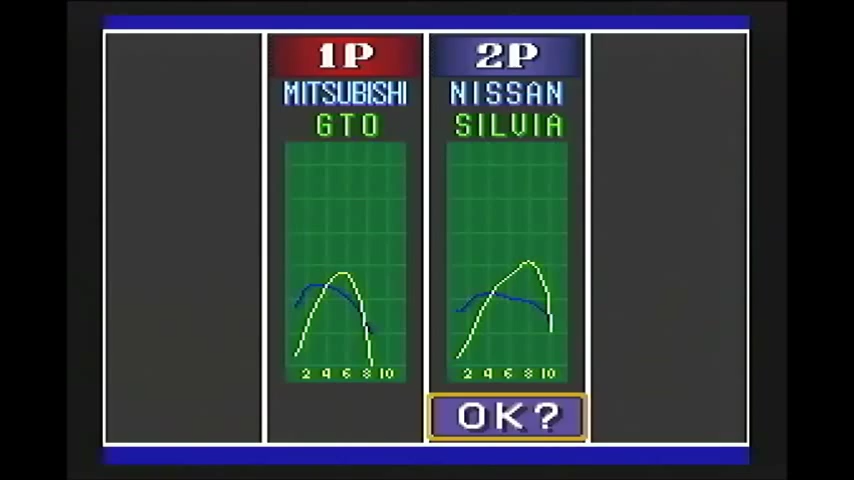 1P
MITSUBISHI
GTO
2 4 6 8 10
2P
NISSAN
SILVIA
2 4 6 8 10
OK?